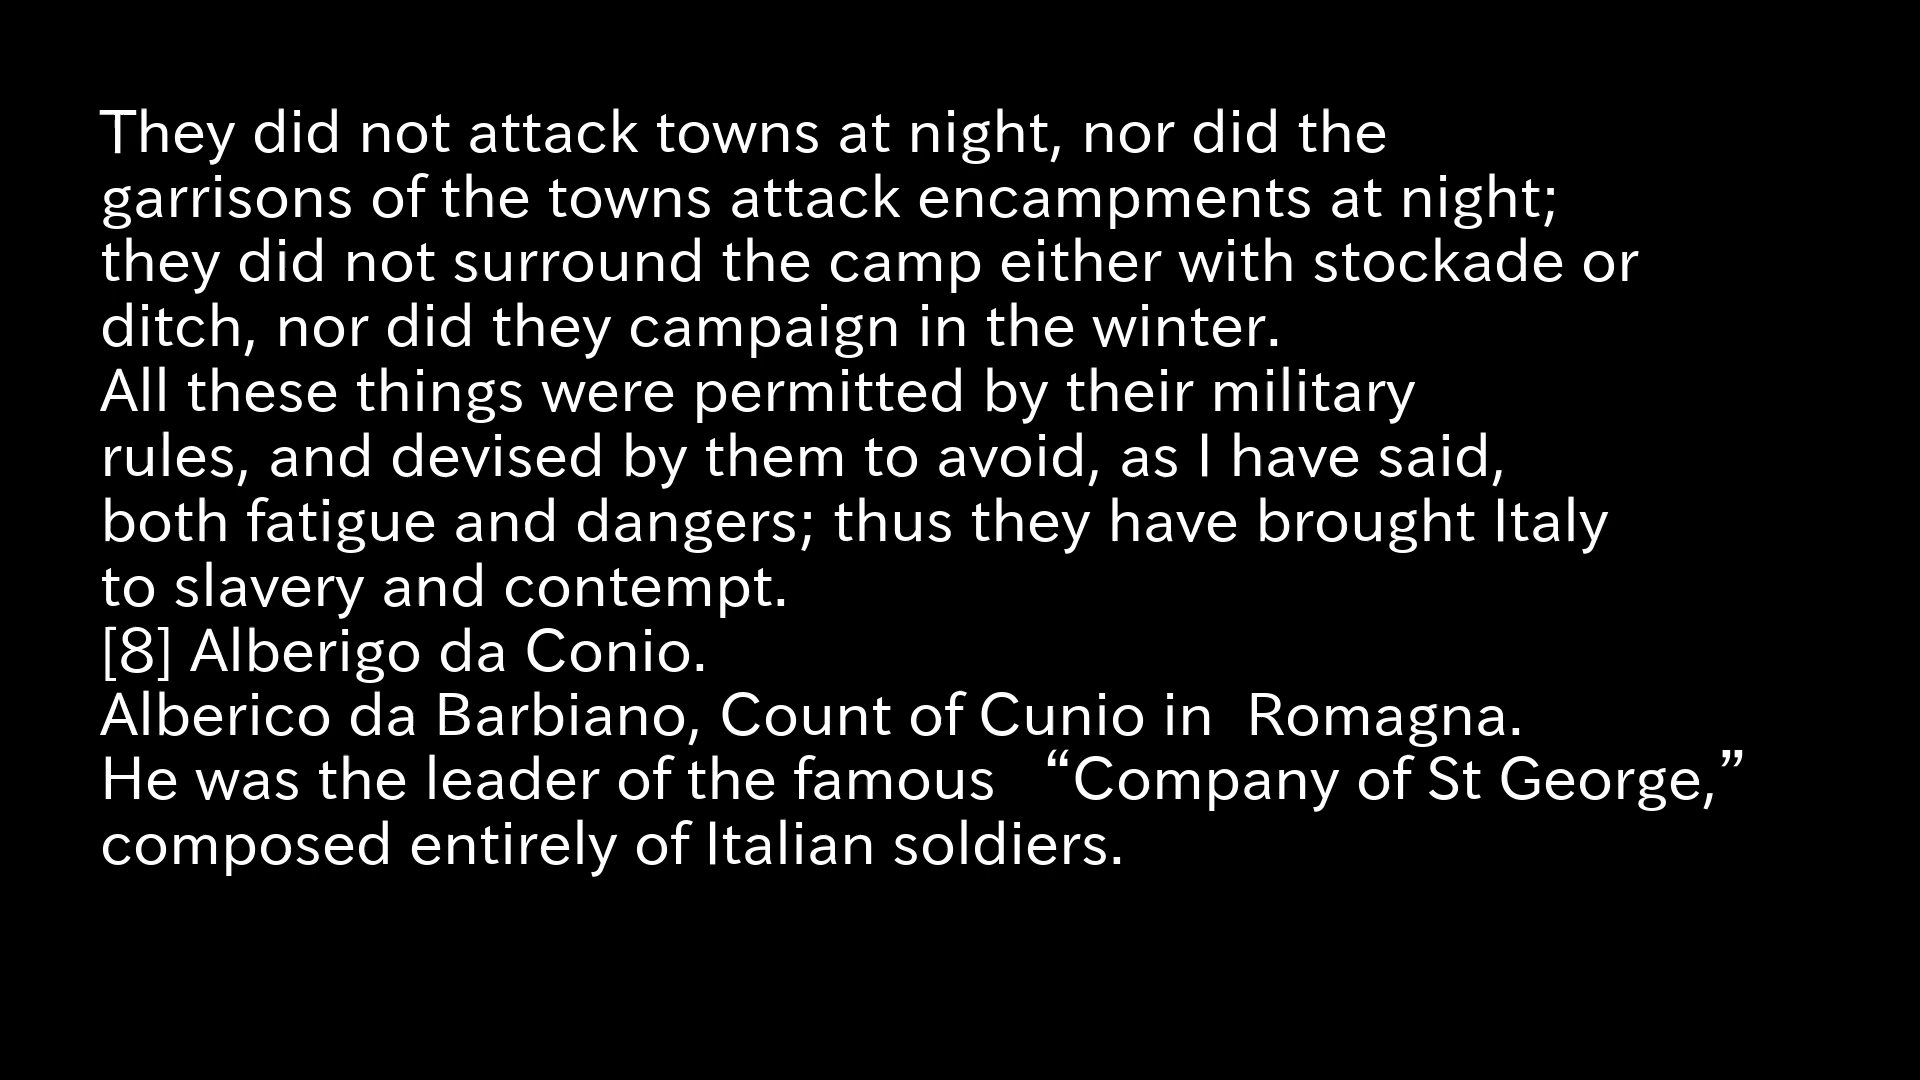 They did not attack towns at night, nor did the
garrisons of the towns attack encampments at night;
they did not surround the camp either with stockade or
ditch, nor did they campaign in the winter.
All these things were permitted by their military
rules, and devised by them to avoid, as I have said,
both fatigue and dangers; thus they have brought Italy
to slavery and contempt.
[8] Alberigo da Conio.
Alberico da Barbiano, Count of Cunio in  Romagna.
He was the leader of the famous   “Company of St George,”
composed entirely of Italian soldiers.